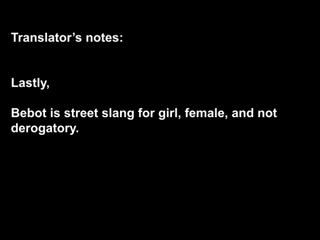 Translator's notes:
Lastly,
Bebot is street slang for girl, female, and not
derogatory.